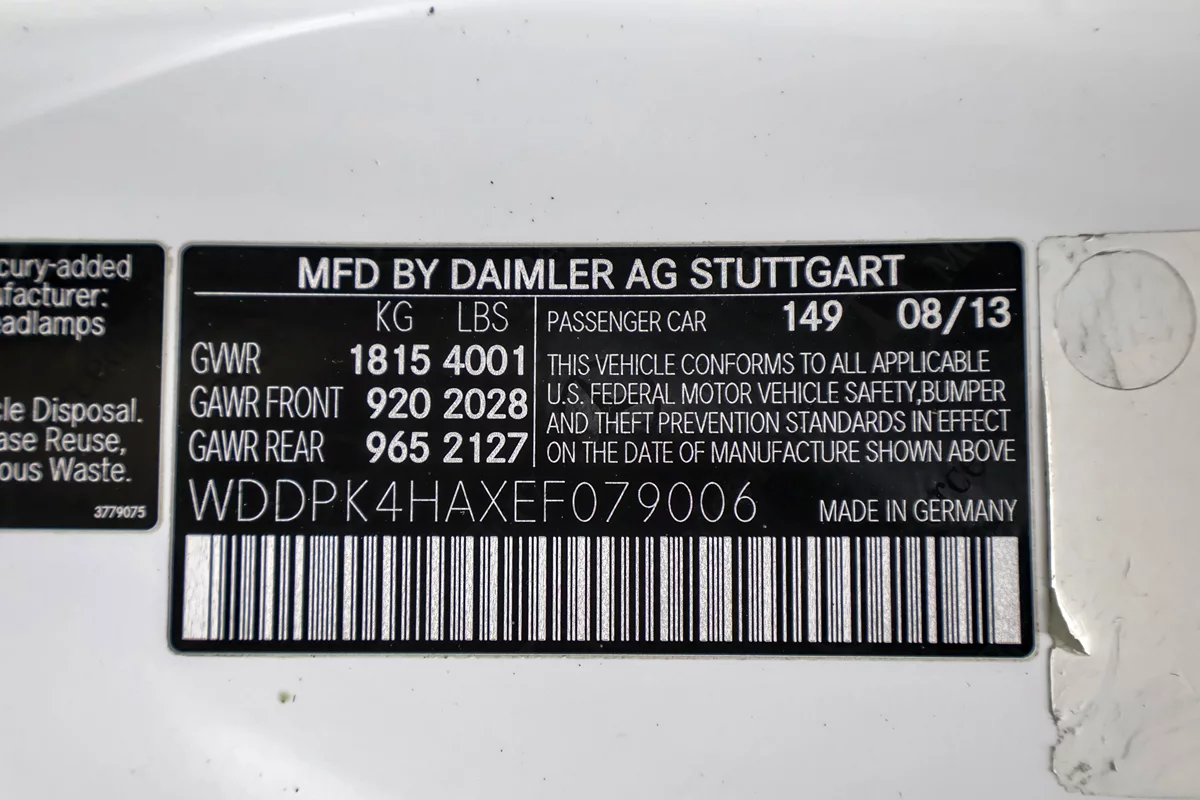 cury-added
facturer:
eadlamps
cle Disposal.
ase Reuse,
ous Waste.
3779075
MFD BY DAIMLER AG STUTTGART
KG LBS
GVWR 1815 4001
GAWR FRONT 920 2028
GAWR REAR 965 2127
PASSENGER CAR 149 08/13
THIS VEHICLE CONFORMS TO ALL APPLICABLE
U.S. FEDERAL MOTOR VEHICLE SAFETY,BUMPER
AND THEFT PREVENTION STANDARDS IN EFFECT
ON THE DATE OF MANUFACTURE SHOWN ABOVE
WDDPK4HAXEF079006
MADE IN GERMANY